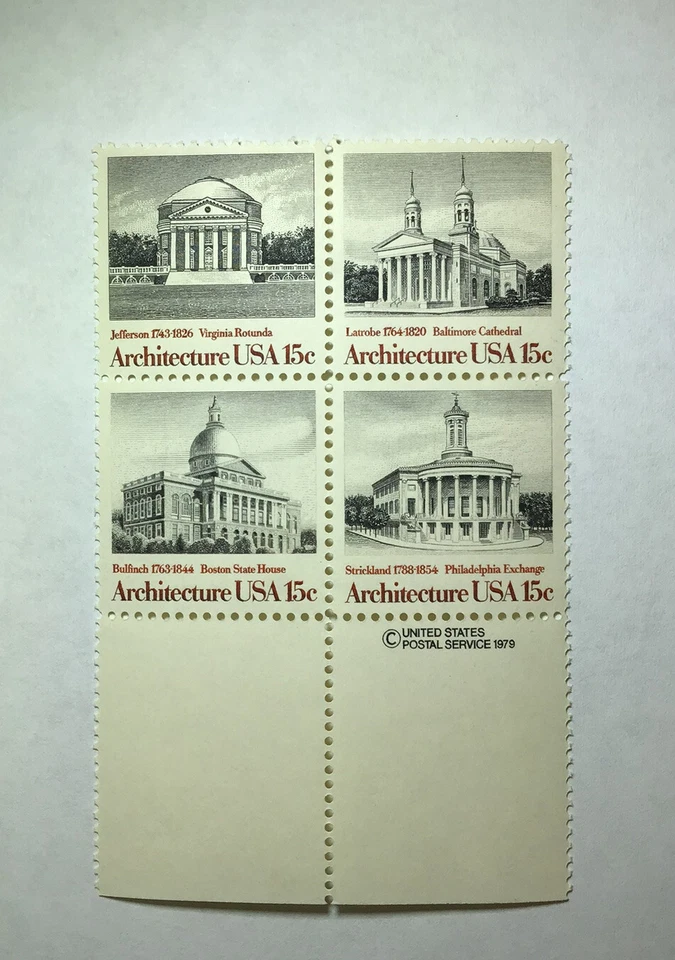 Jefferson 1743-1826 Virginia Rotunda
Architecture USA 15c
Latrobe 1764-1820 Baltimore Cathedral
Architecture USA 15c
Bulfinch 1763-1844 Boston State House
Architecture USA 15c
Strickland 1788-1854 Philadelphia Exchange
Architecture USA 15c
© UNITED STATES
POSTAL SERVICE 1979